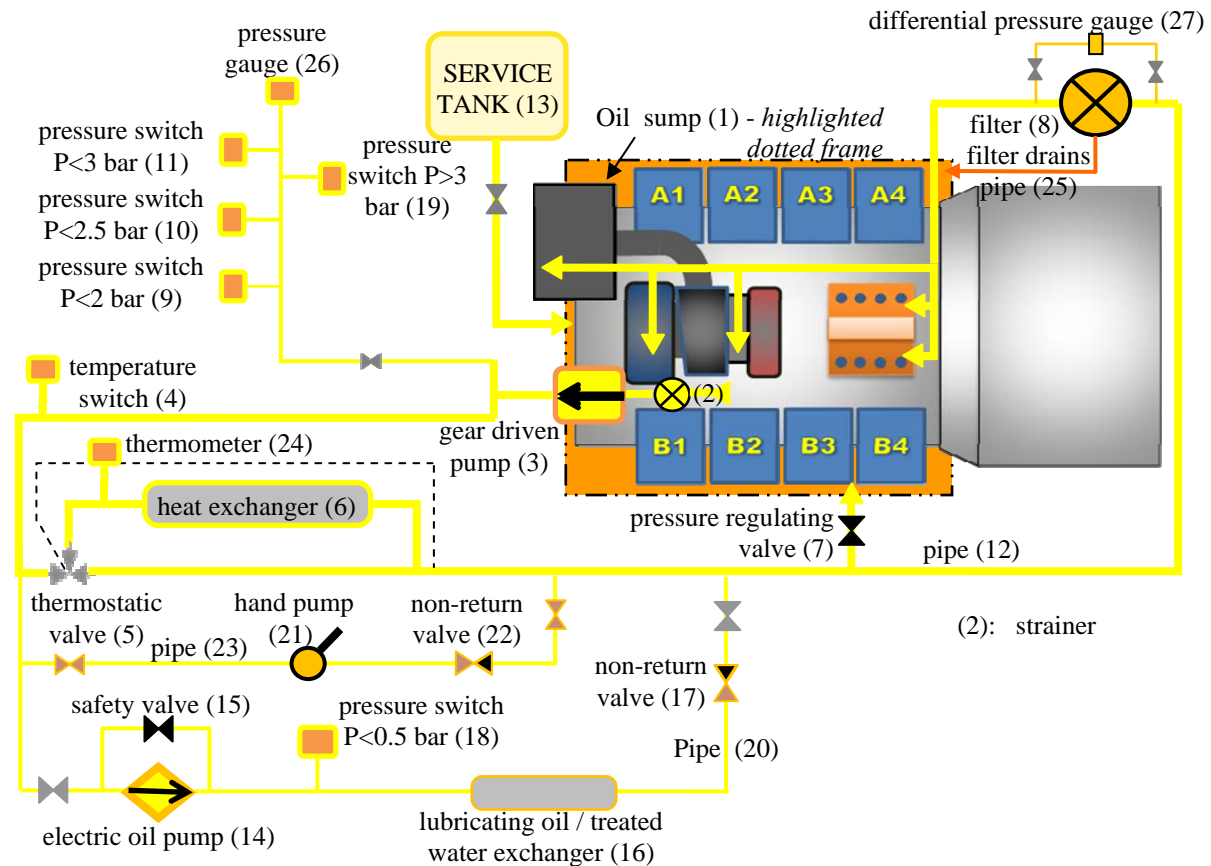 differential pressure gauge (27)
pressure
gauge (26)
SERVICE
TANK (13)
Oil sump (1) - highlighted
dotted frame
filter (8)
filter drains
pipe (25)
pressure switch
P<3 bar (11)
pressure
switch P>3
bar (19)
pressure switch
P<2.5 bar (10)
pressure switch
P<2 bar (9)
A1
A2
A3
A4
temperature
switch (4)
(2)
gear driven
pump (3)
B1
B2
B3
B4
thermometer (24)
heat exchanger (6)
pressure regulating
valve (7)
pipe (12)
thermostatic
valve (5)
hand pump
(21)
non-return
valve (22)
pipe (23)
(2): strainer
non-return
valve (17)
safety valve (15)
pressure switch
P<0.5 bar (18)
Pipe (20)
electric oil pump (14)
lubricating oil / treated
water exchanger (16)